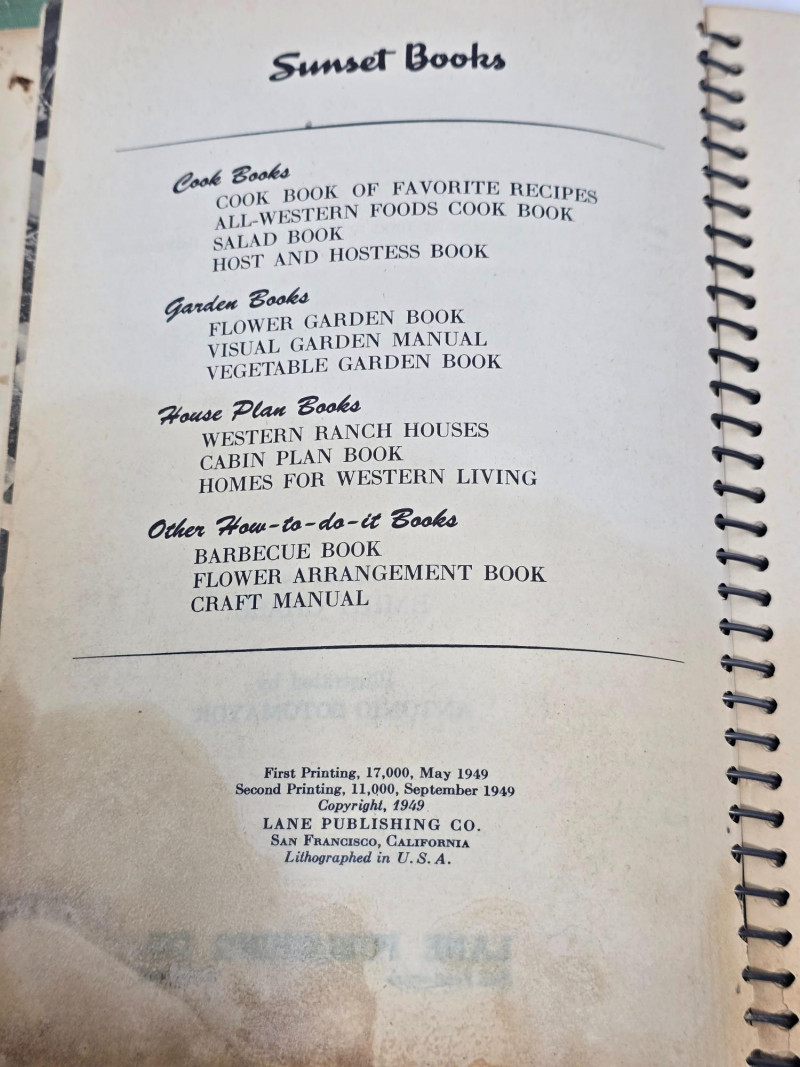 Sunset Books
Cook Books
COOK BOOK OF FAVORITE RECIPES
ALL-WESTERN FOODS COOK BOOK
SALAD BOOK
HOST AND HOSTESS BOOK
Garden Books
FLOWER GARDEN BOOK
VISUAL GARDEN MANUAL
VEGETABLE GARDEN BOOK
House Plan Books
WESTERN RANCH HOUSES
CABIN PLAN BOOK
HOMES FOR WESTERN LIVING
Other How-to-do-it Books
BARBECUE BOOK
FLOWER ARRANGEMENT BOOK
CRAFT MANUAL
First Printing, 17,000, May 1949
Second Printing, 11,000, September 1949
Copyright, 1949
LANE PUBLISHING CO.
San Francisco, California
Lithographed in U. S. A.